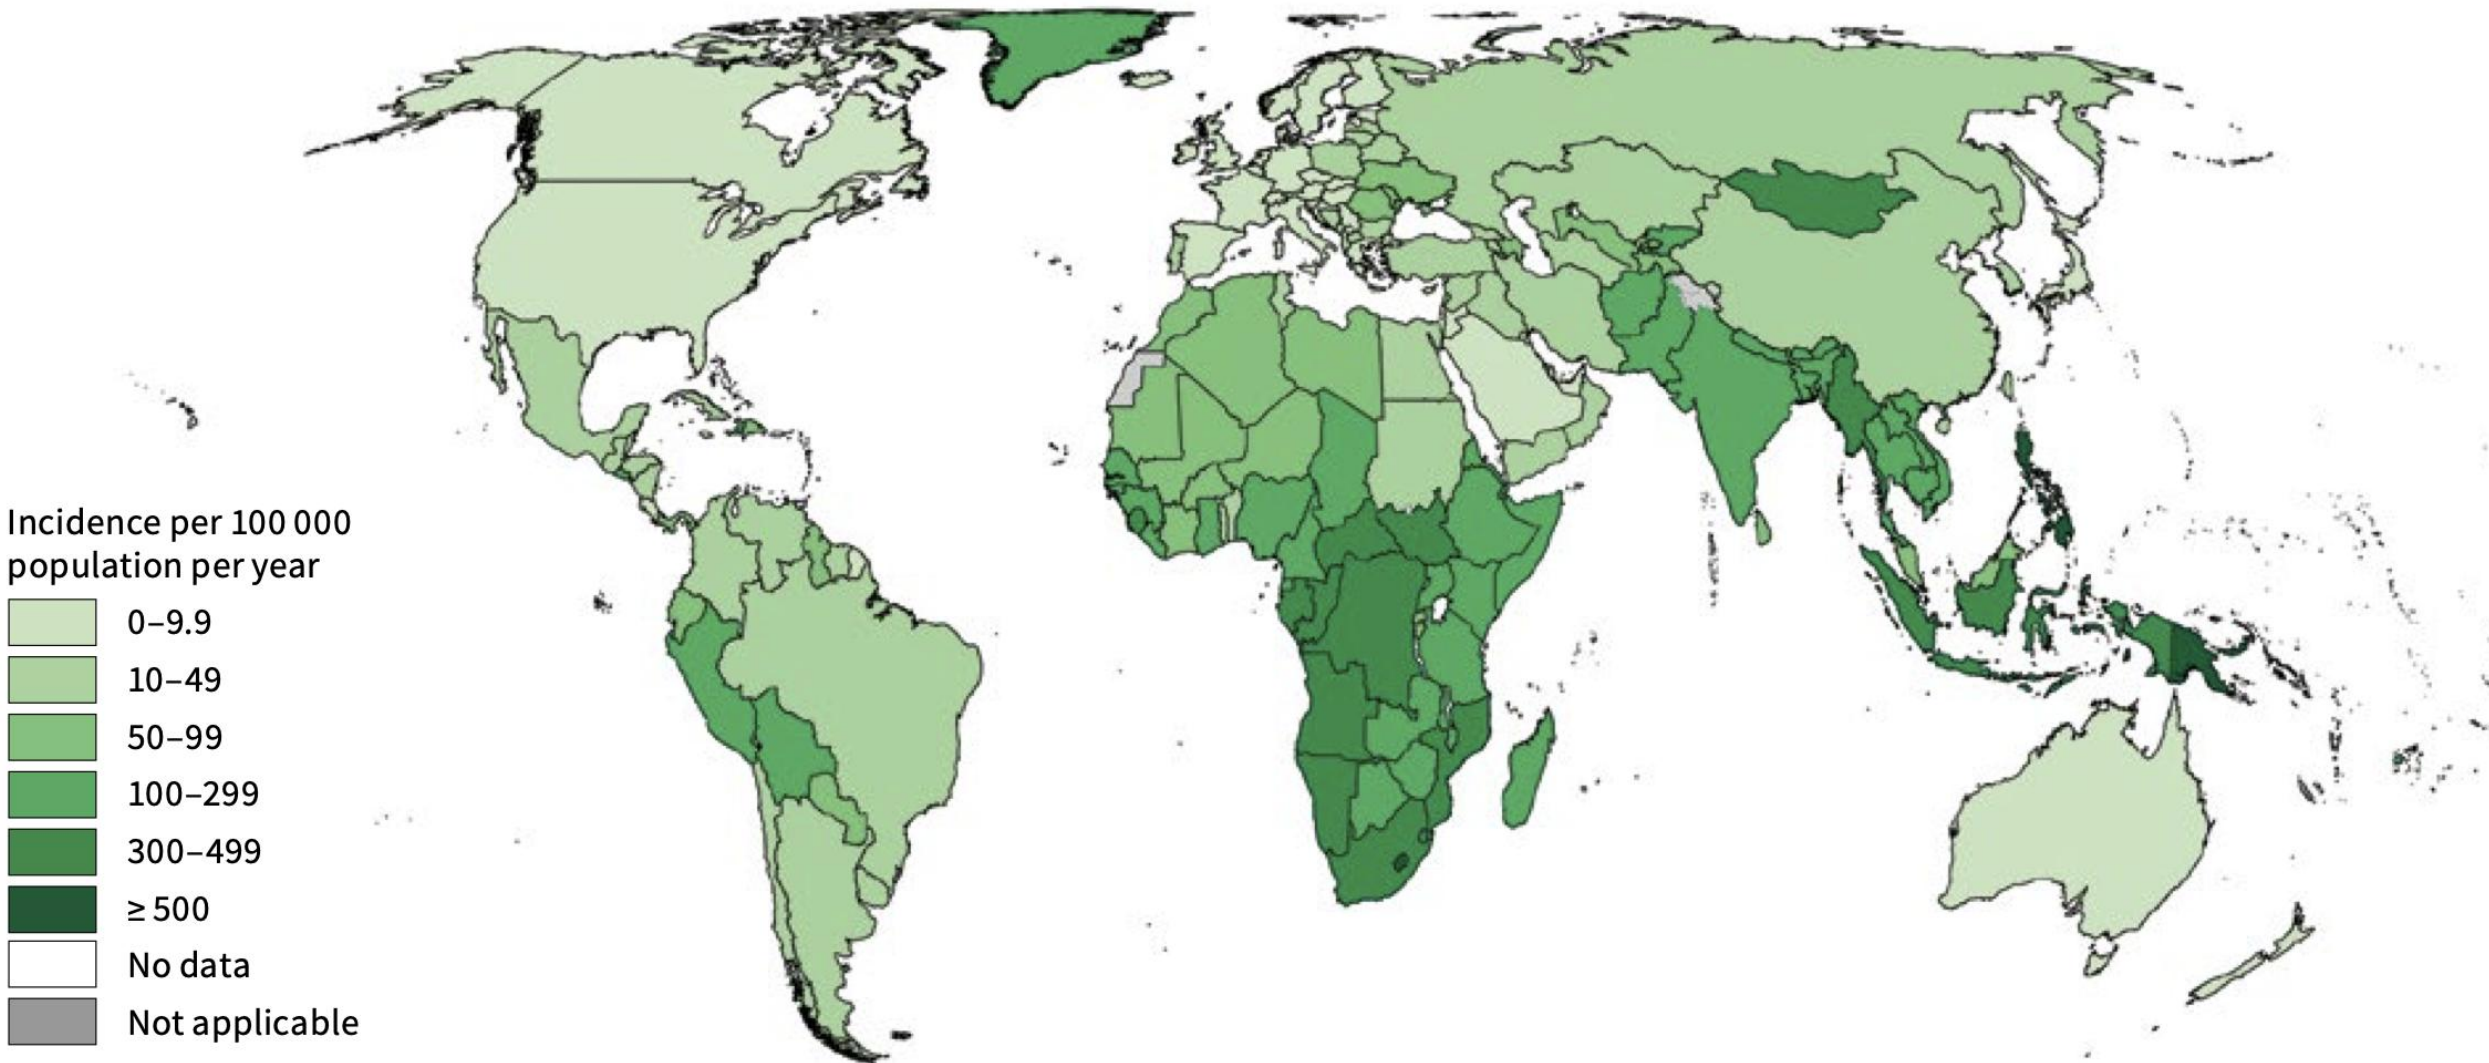 Incidence per 100 000
population per year
0–9.9
10–49
50–99
100–299
300–499
≥ 500
No data
Not applicable